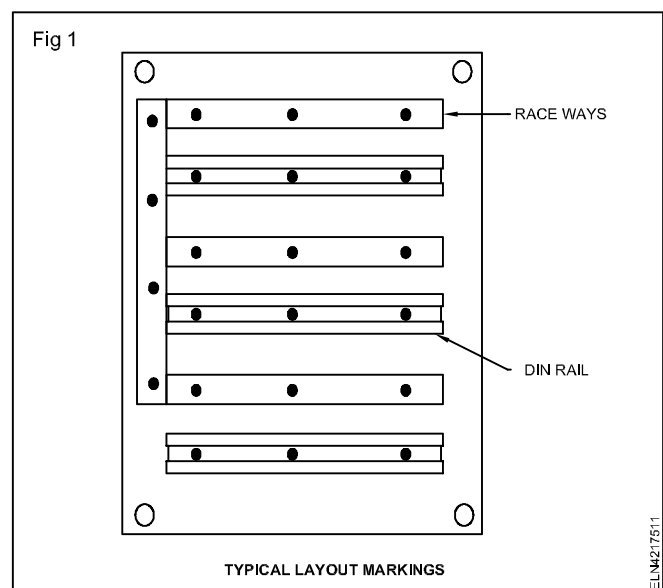 Fig 1
RACE WAYS
DIN RAIL
TYPICAL LAYOUT MARKINGS
ELN4217511